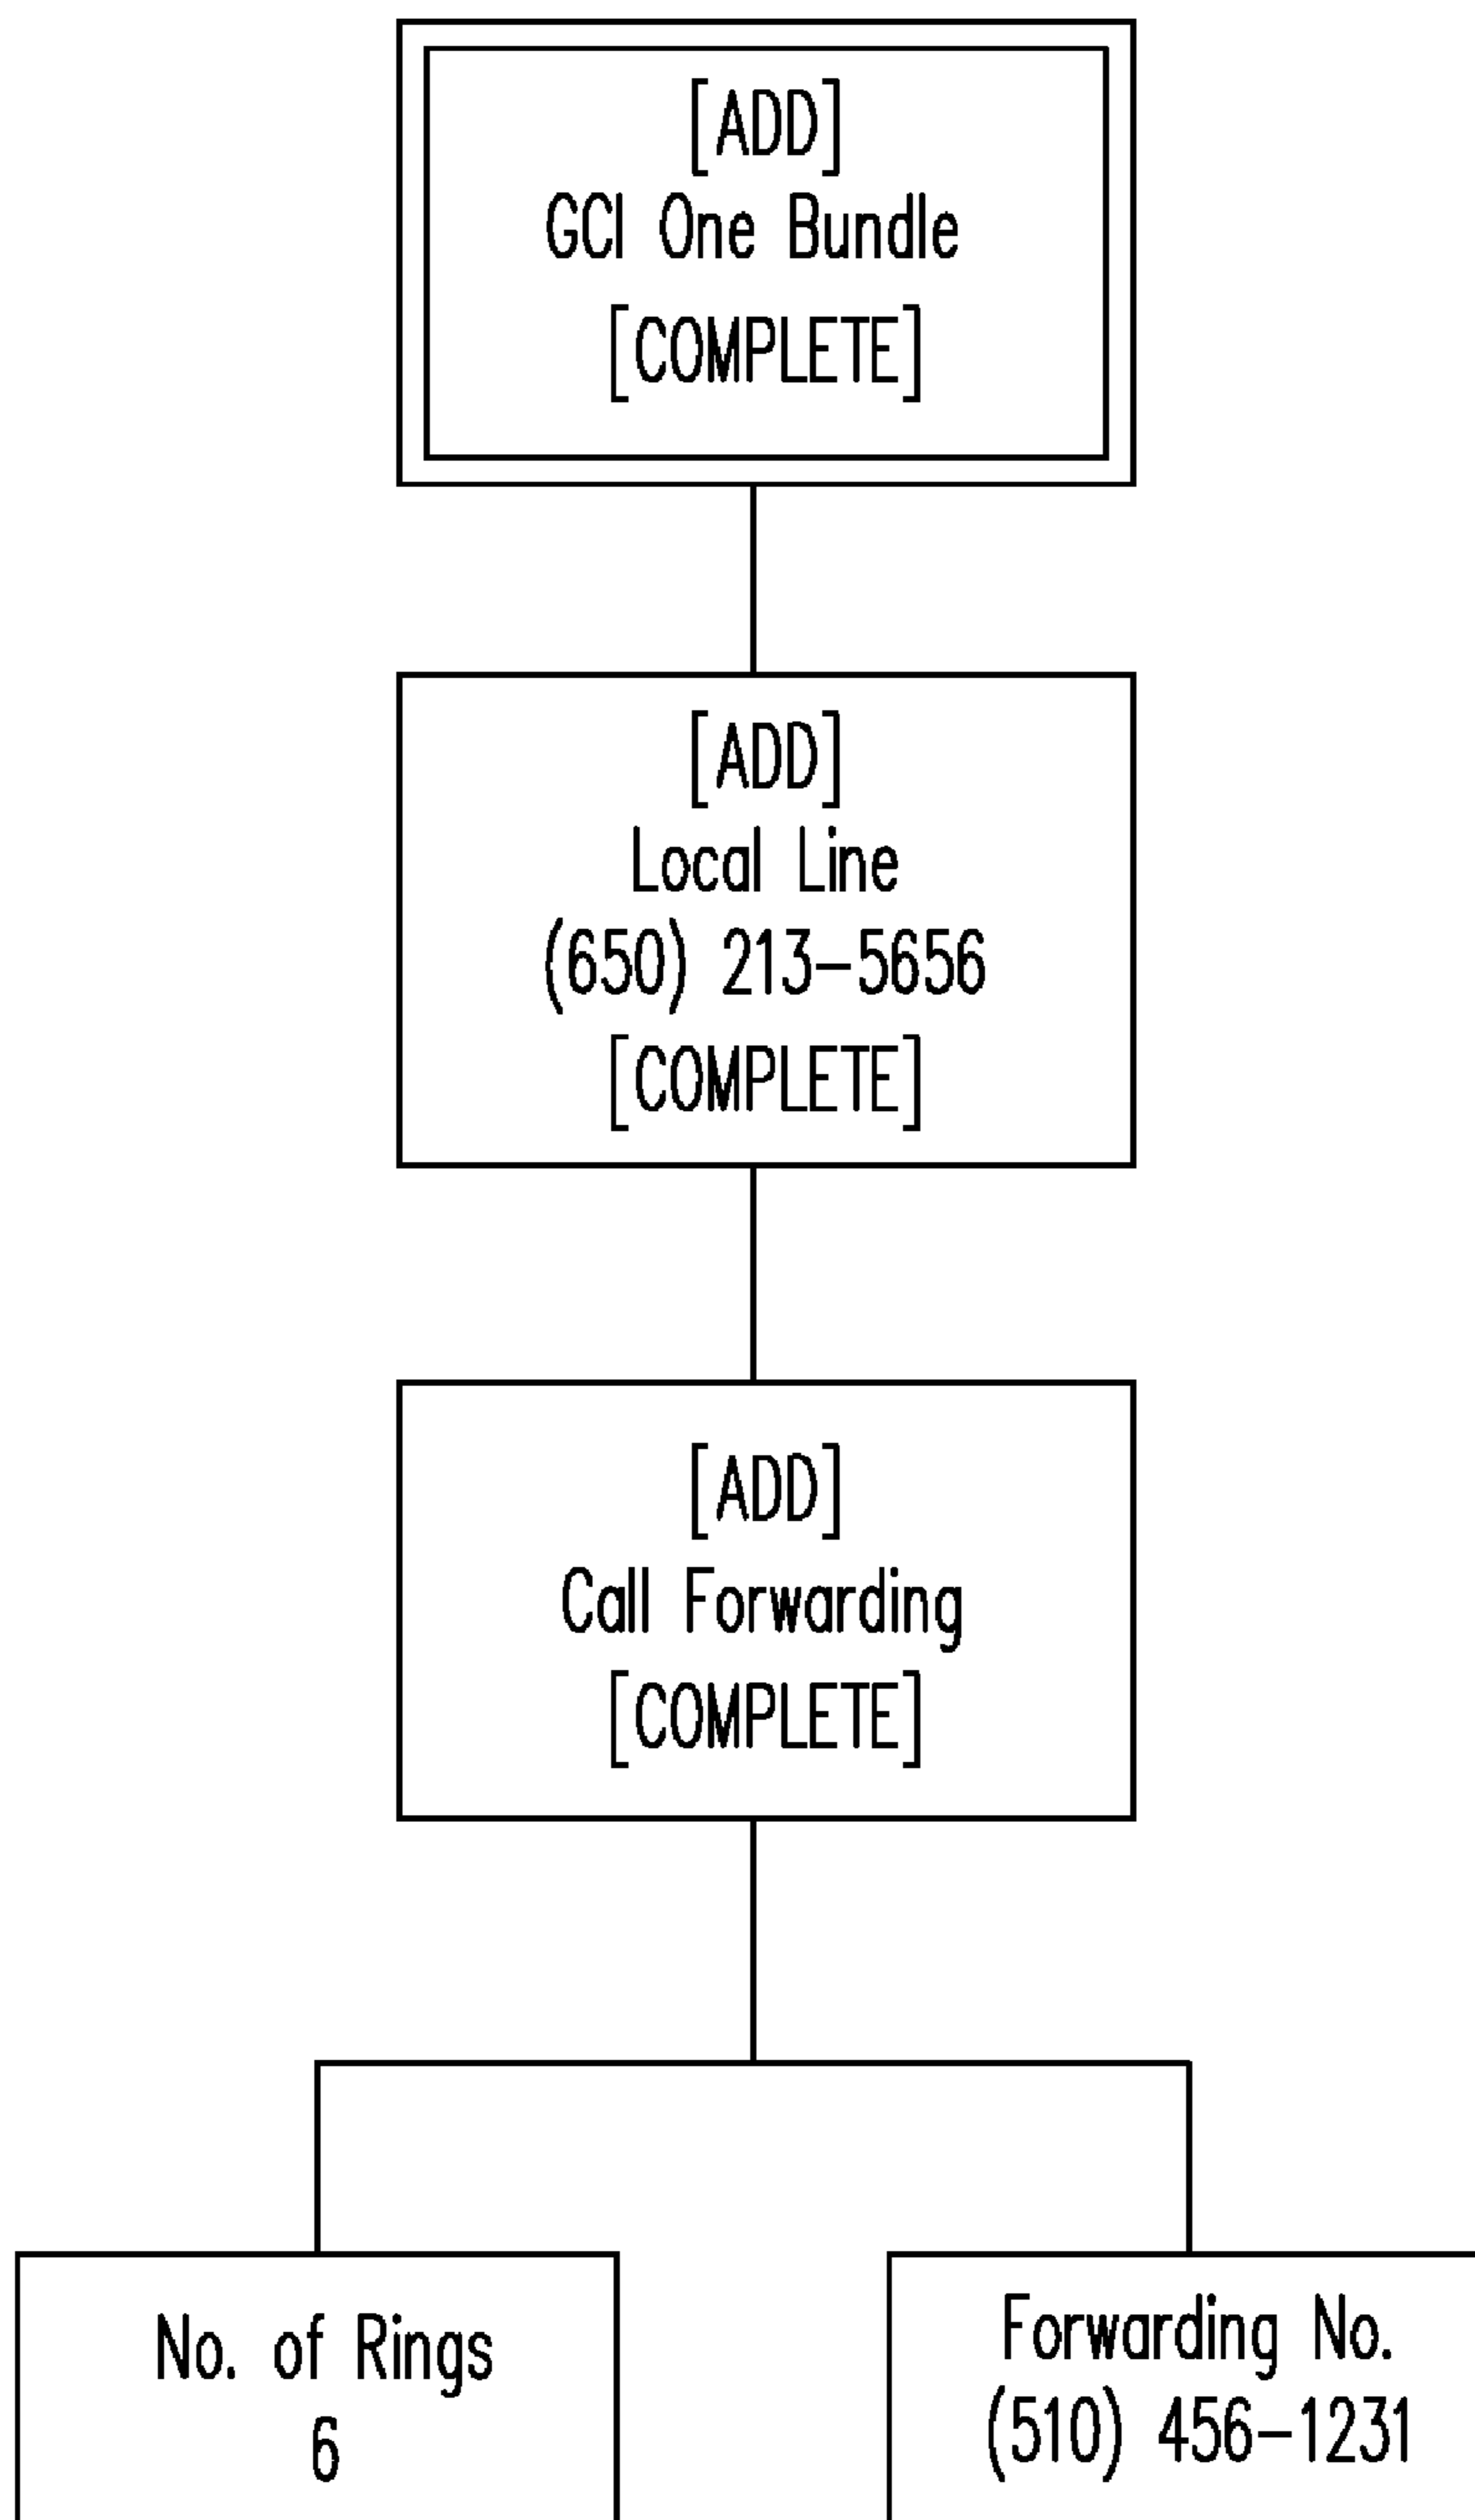 [ADD]
GCI One Bundle
[COMPLETE]
[ADD]
Local Line
(650) 213-5656
[COMPLETE]
[ADD]
Call Forwarding
[COMPLETE]
No. of Rings
6
Forwarding No.
(510) 456-1231